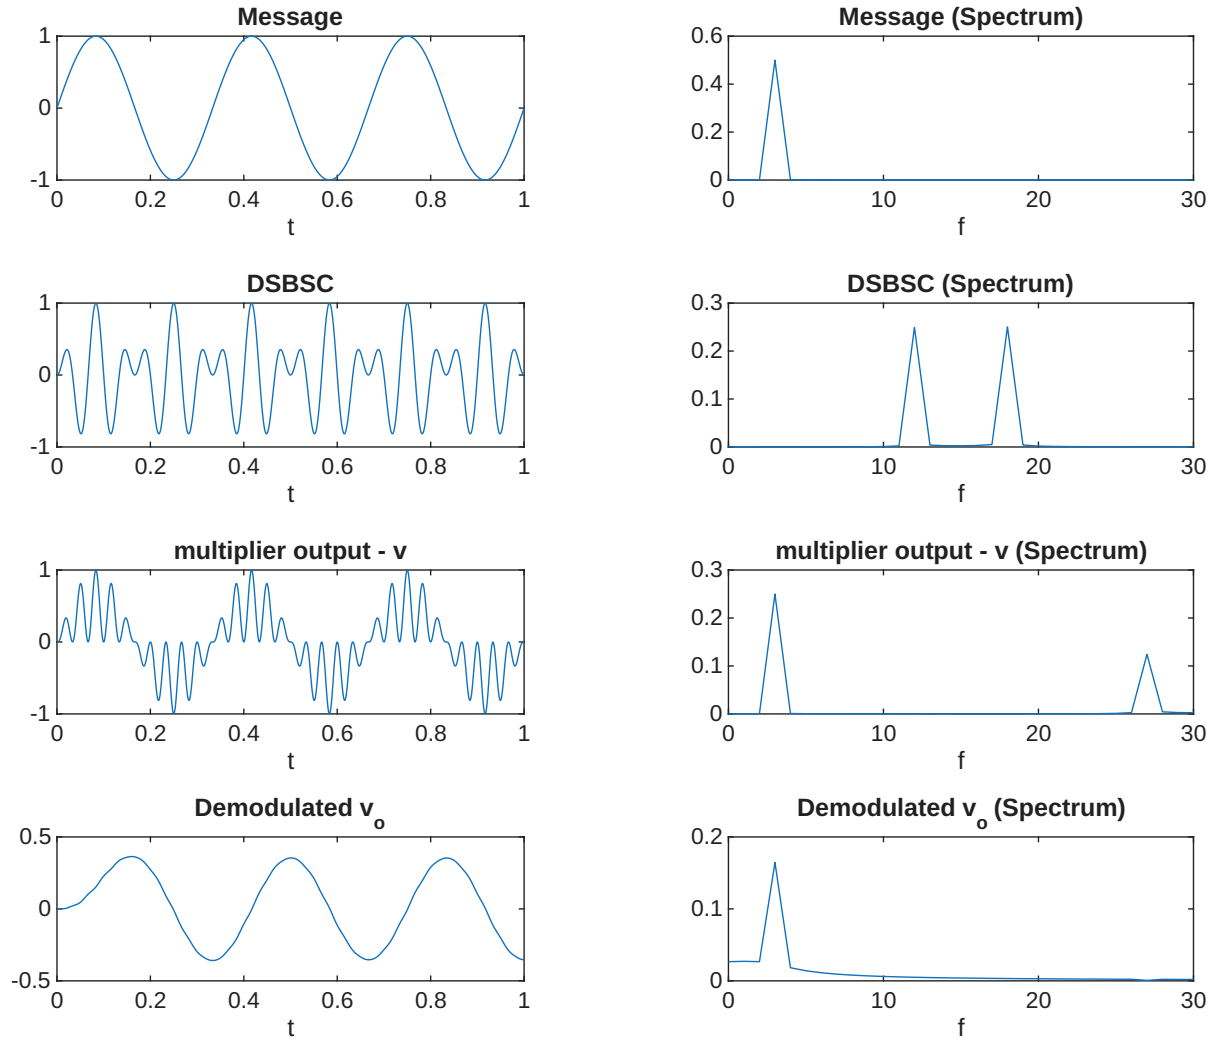 Message
1
0
-1
0 0.2 0.4 0.6 0.8 1
t
Message (Spectrum)
0.6
0.4
0.2
0
0 10 20 30
f
DSBSC
1
0
-1
0 0.2 0.4 0.6 0.8 1
t
DSBSC (Spectrum)
0.3
0.2
0.1
0
0 10 20 30
f
multiplier output - v
1
0
-1
0 0.2 0.4 0.6 0.8 1
t
multiplier output - v (Spectrum)
0.3
0.2
0.1
0
0 10 20 30
f
Demodulated v_o
0.5
0
-0.5
0 0.2 0.4 0.6 0.8 1
t
Demodulated v_o (Spectrum)
0.2
0.1
0
0 10 20 30
f